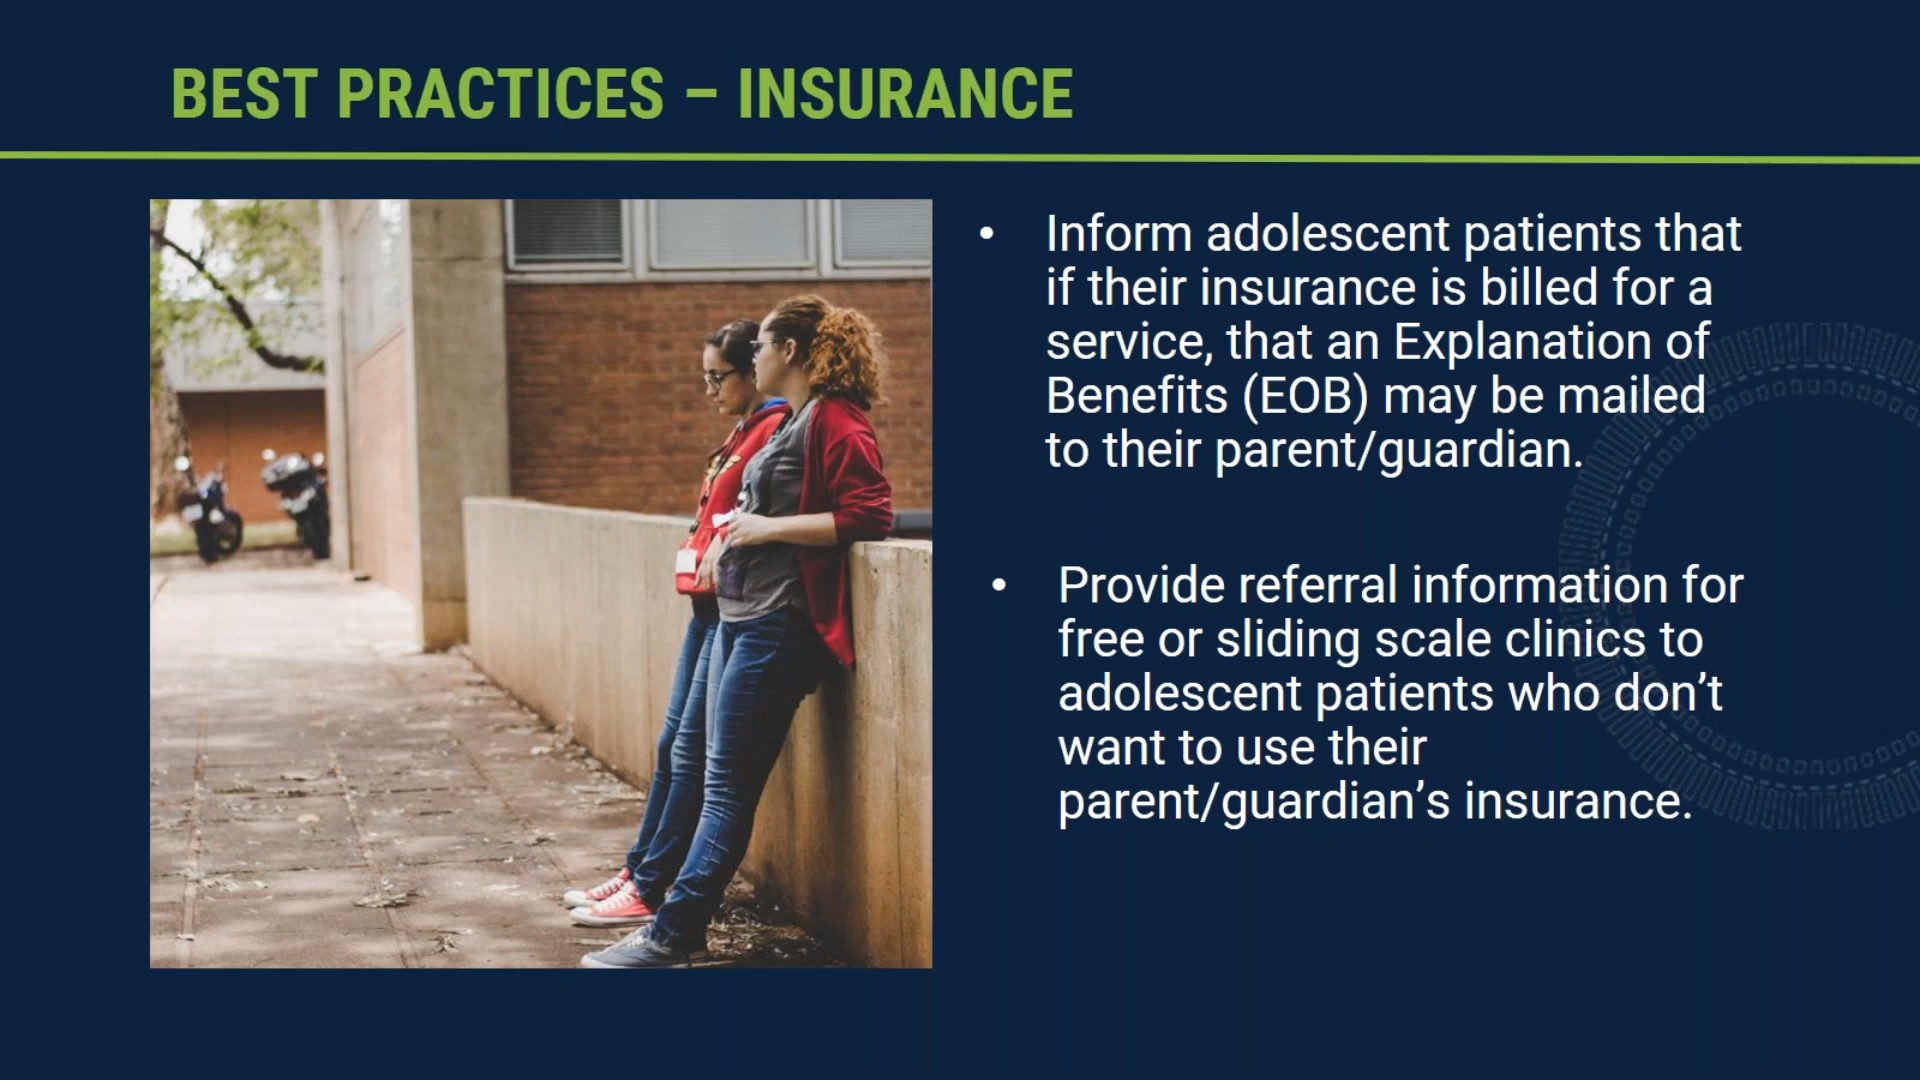 BEST PRACTICES – INSURANCE
• Inform adolescent patients that
if their insurance is billed for a
service, that an Explanation of
Benefits (EOB) may be mailed
to their parent/guardian.
• Provide referral information for
free or sliding scale clinics to
adolescent patients who don’t
want to use their
parent/guardian’s insurance.